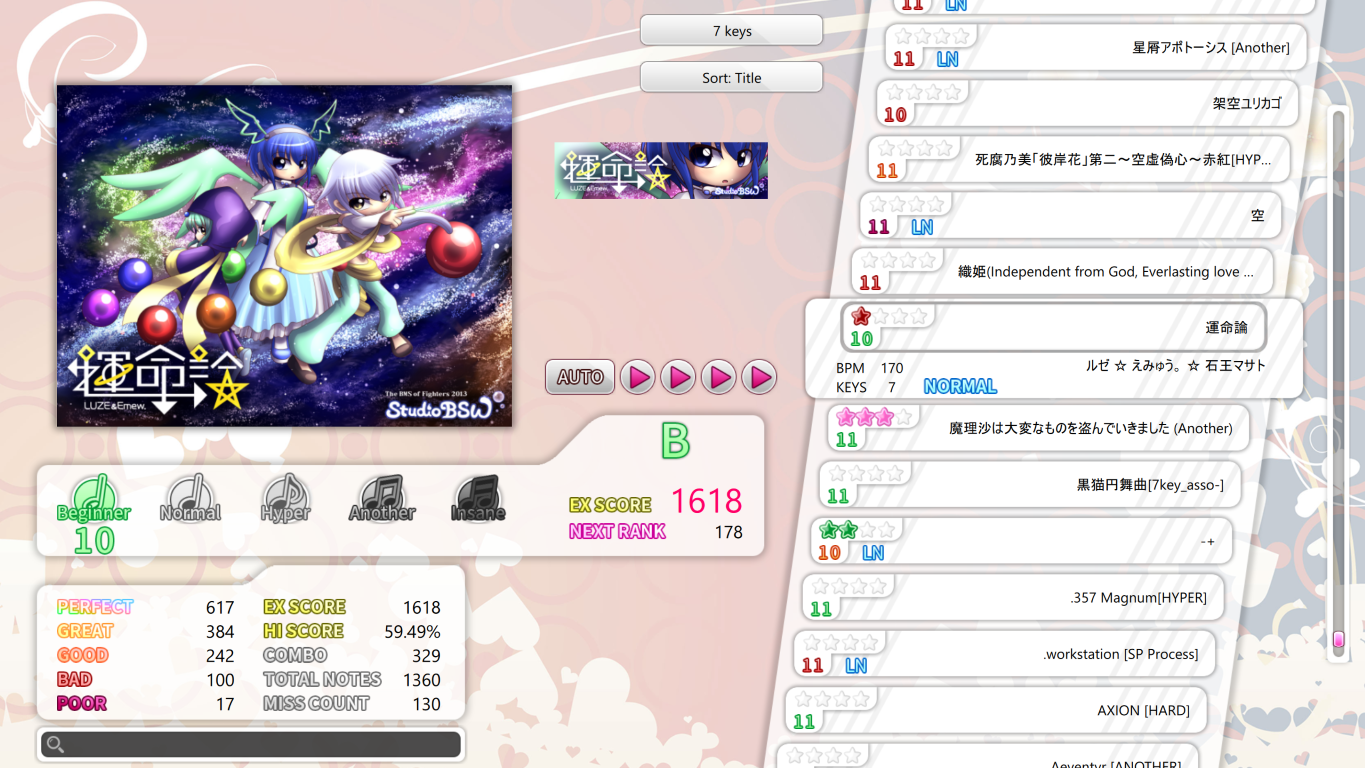 7 keys
Sort: Title
運命論
LUZE&Emew.
The BMS of Fighters 2013
StudioBSW
運命論
LUZE&Emew.
StudioBSW
AUTO
B
EX SCORE 1618
NEXT RANK 178
Beginner
10
Normal
Hyper
Another
Insane
PERFECT 617
GREAT 384
GOOD 242
BAD 100
POOR 17
EX SCORE 1618
HI SCORE 59.49%
COMBO 329
TOTAL NOTES 1360
MISS COUNT 130
11 LN
星屑アポトーシス [Another]
11 LN
架空ユリカゴ
10
死腐乃美「彼岸花」第二〜空虚偽心〜赤紅[HYP...
11
空
11 LN
織姫(Independent from God, Everlasting love ...
11
運命論
10
BPM 170
ルゼ ☆ えみゅう。 ☆ 石王マサト
KEYS 7 NORMAL
魔理沙は大変なものを盗んでいきました (Another)
11
黒猫円舞曲[7key_asso-]
11
-+
10 LN
.357 Magnum[HYPER]
11
.workstation [SP Process]
11 LN
AXION [HARD]
11
Aeventyr [ANOTHER]